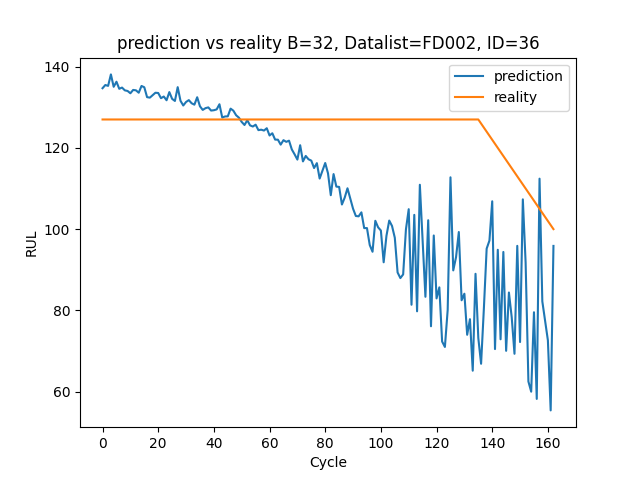 prediction vs reality B=32, Datalist=FD002, ID=36
140
120
100
80
60
RUL
prediction
reality
0 20 40 60 80 100 120 140 160
Cycle